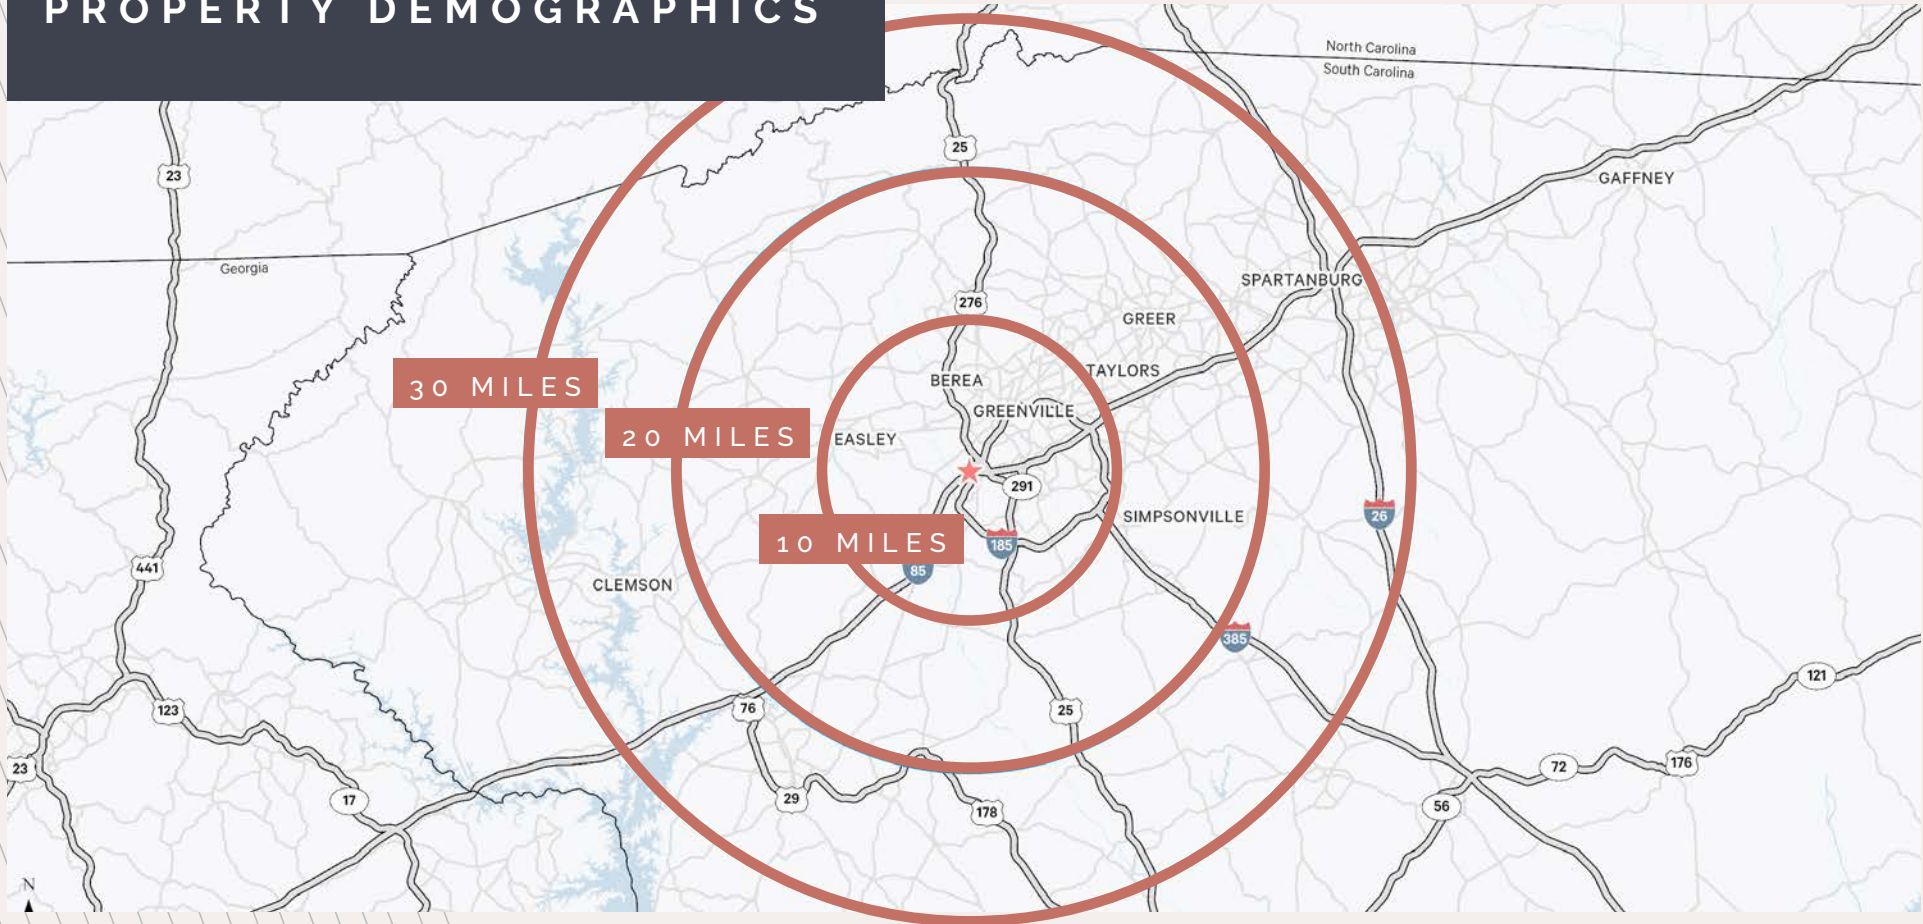 PROPERTY DEMOGRAPHICS
North Carolina
South Carolina
25
23
GAFFNEY
Georgia
SPARTANBURG
276
GREER
TAYLORS
30 MILES
BEREA
GREENVILLE
20 MILES
EASLEY
291
26
SIMPSONVILLE
10 MILES
185
85
441
CLEMSON
385
121
123
76
25
23
72
176
17
29
178
56
N